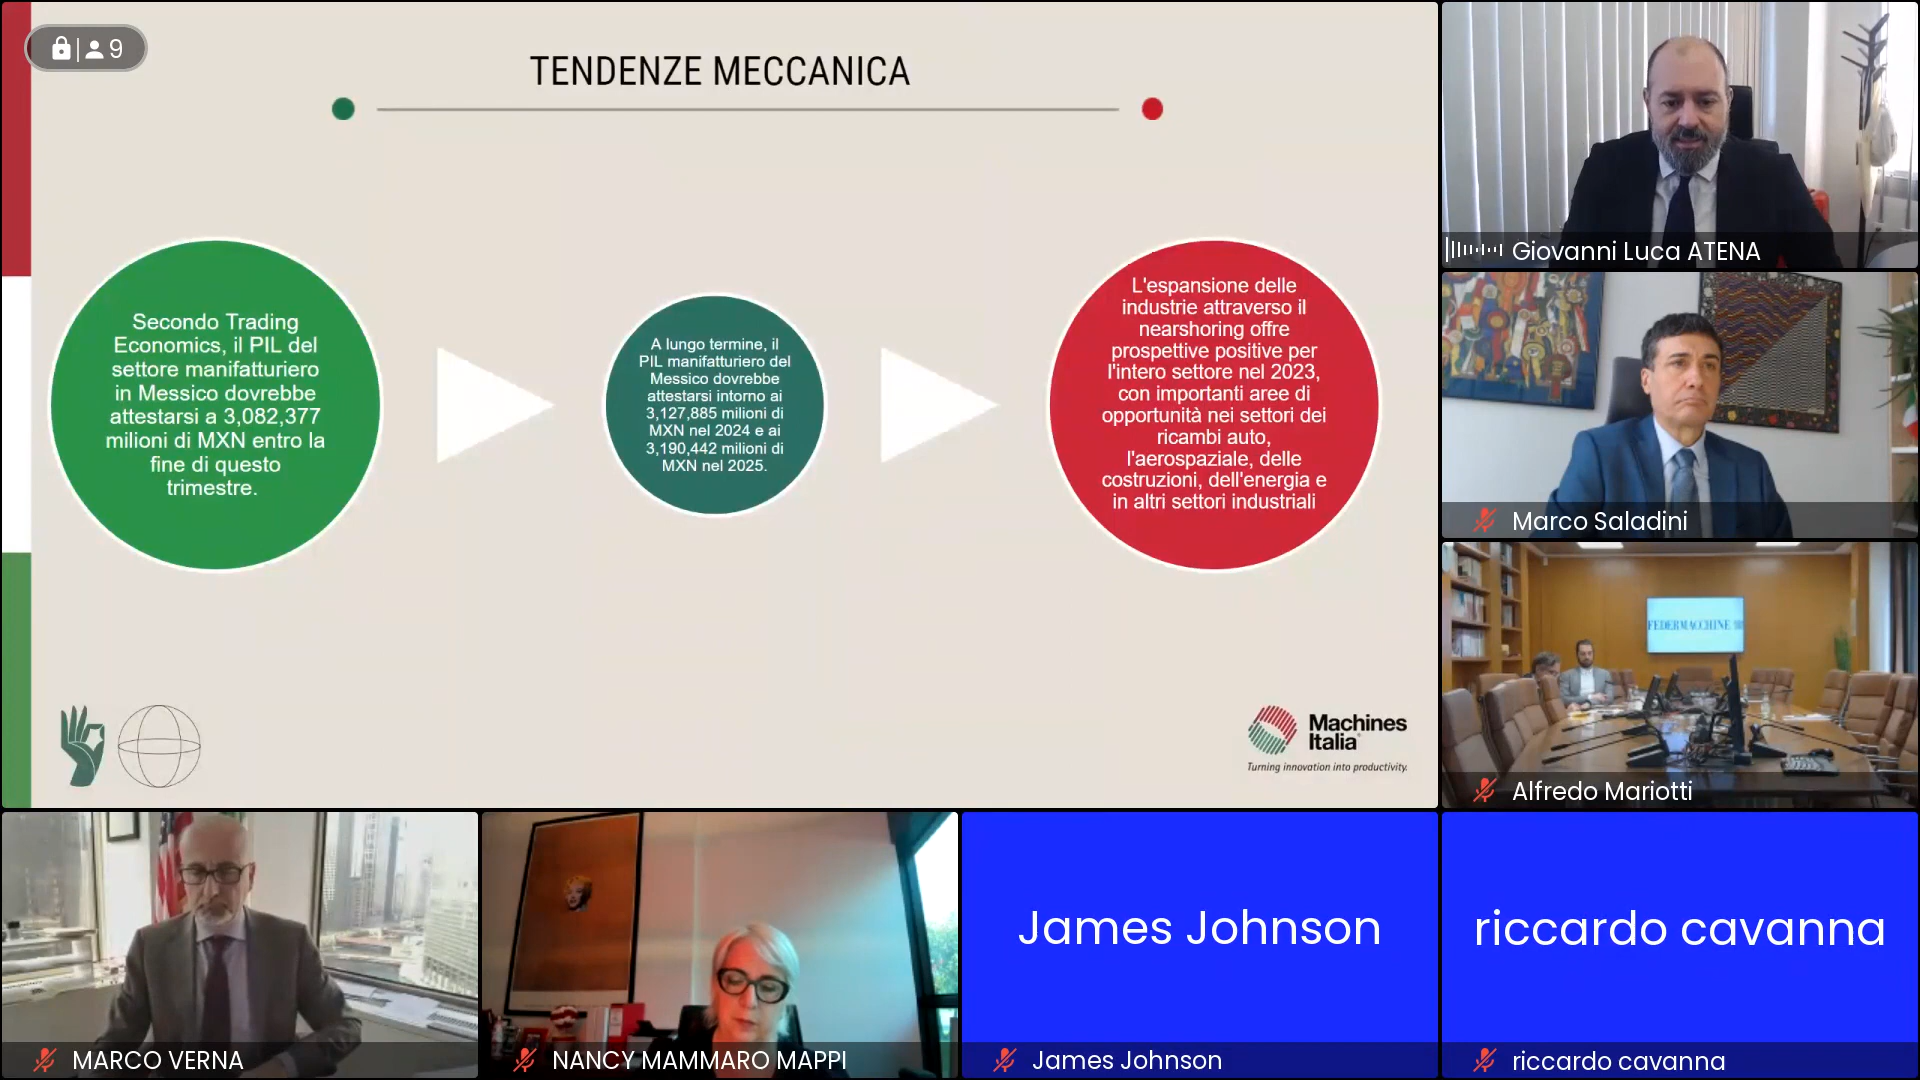 9
TENDENZE MECCANICA
Secondo Trading
Economics, il PIL del
settore manifatturiero
in Messico dovrebbe
attestarsi a 3,082,377
milioni di MXN entro la
fine di questo
trimestre.
A lungo termine, il
PIL manifatturiero del
Messico dovrebbe
attestarsi intorno ai
3,127,885 milioni di
MXN nel 2024 e ai
3,190,442 milioni di
MXN nel 2025.
L'espansione delle
industrie attraverso il
nearshoring offre
prospettive positive per
l'intero settore nel 2023,
con importanti aree di
opportunità nei settori dei
ricambi auto,
l'aerospaziale, delle
costruzioni, dell'energia e
in altri settori industriali
Machines
Italia
Turning innovation into productivity.
Giovanni Luca ATENA
Marco Saladini
FEDERMACCHINE
Alfredo Mariotti
MARCO VERNA
NANCY MAMMARO MAPPI
James Johnson
James Johnson
riccardo cavanna
riccardo cavanna